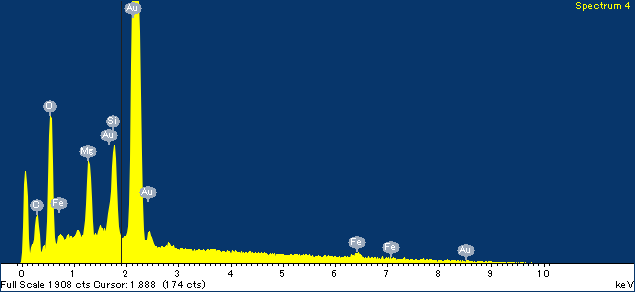 Spectrum 4
Au
O
Si
Au
Mg
Au
O
Fe
Fe
Fe
Au
0 1 2 3 4 5 6 7 8 9 10
Full Scale 1908 cts Cursor: 1.888 (174 cts) keV